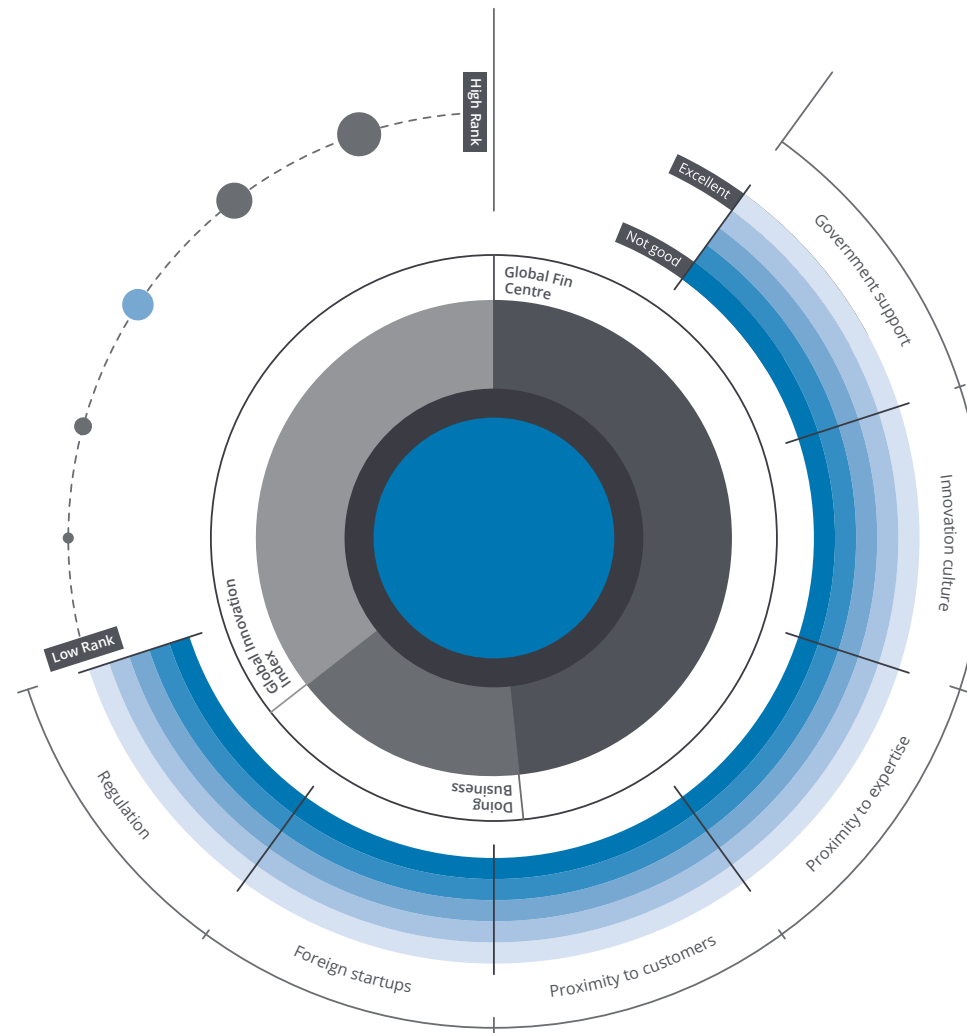 High Rank
Excellent
Not good
Global Fin
Centre
Government support
Innovation culture
Proximity to expertise
Proximity to customers
Foreign startups
Regulation
Low Rank
Global Innovation
Index
Doing
Business